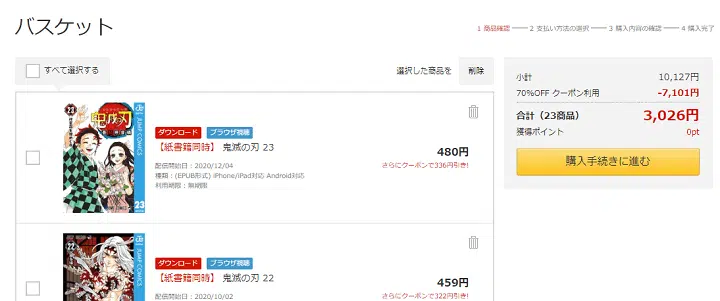 バスケット
1 商品確認 2 支払い方法の選択 3 購入内容の確認 4 購入完了
すべて選択する
選択した商品を 削除
鬼滅の刃
23
JUMP COMICS
23
ダウンロード ブラウザ視聴
【紙書籍同時】 鬼滅の刃 23
配信開始日:2020/12/04
種類:(EPUB形式) iPhone/iPad対応 Android対応
利用期限:無期限
480円
さらにクーポンで336円引き!
22
JUMP COMICS
ダウンロード ブラウザ視聴
【紙書籍同時】 鬼滅の刃 22
配信開始日:2020/10/02
459円
さらにクーポンで322円引き!
小計 10,127円
70%OFF クーポン利用 -7,101円
合計(23商品) 3,026円
獲得ポイント 0pt
購入手続きに進む